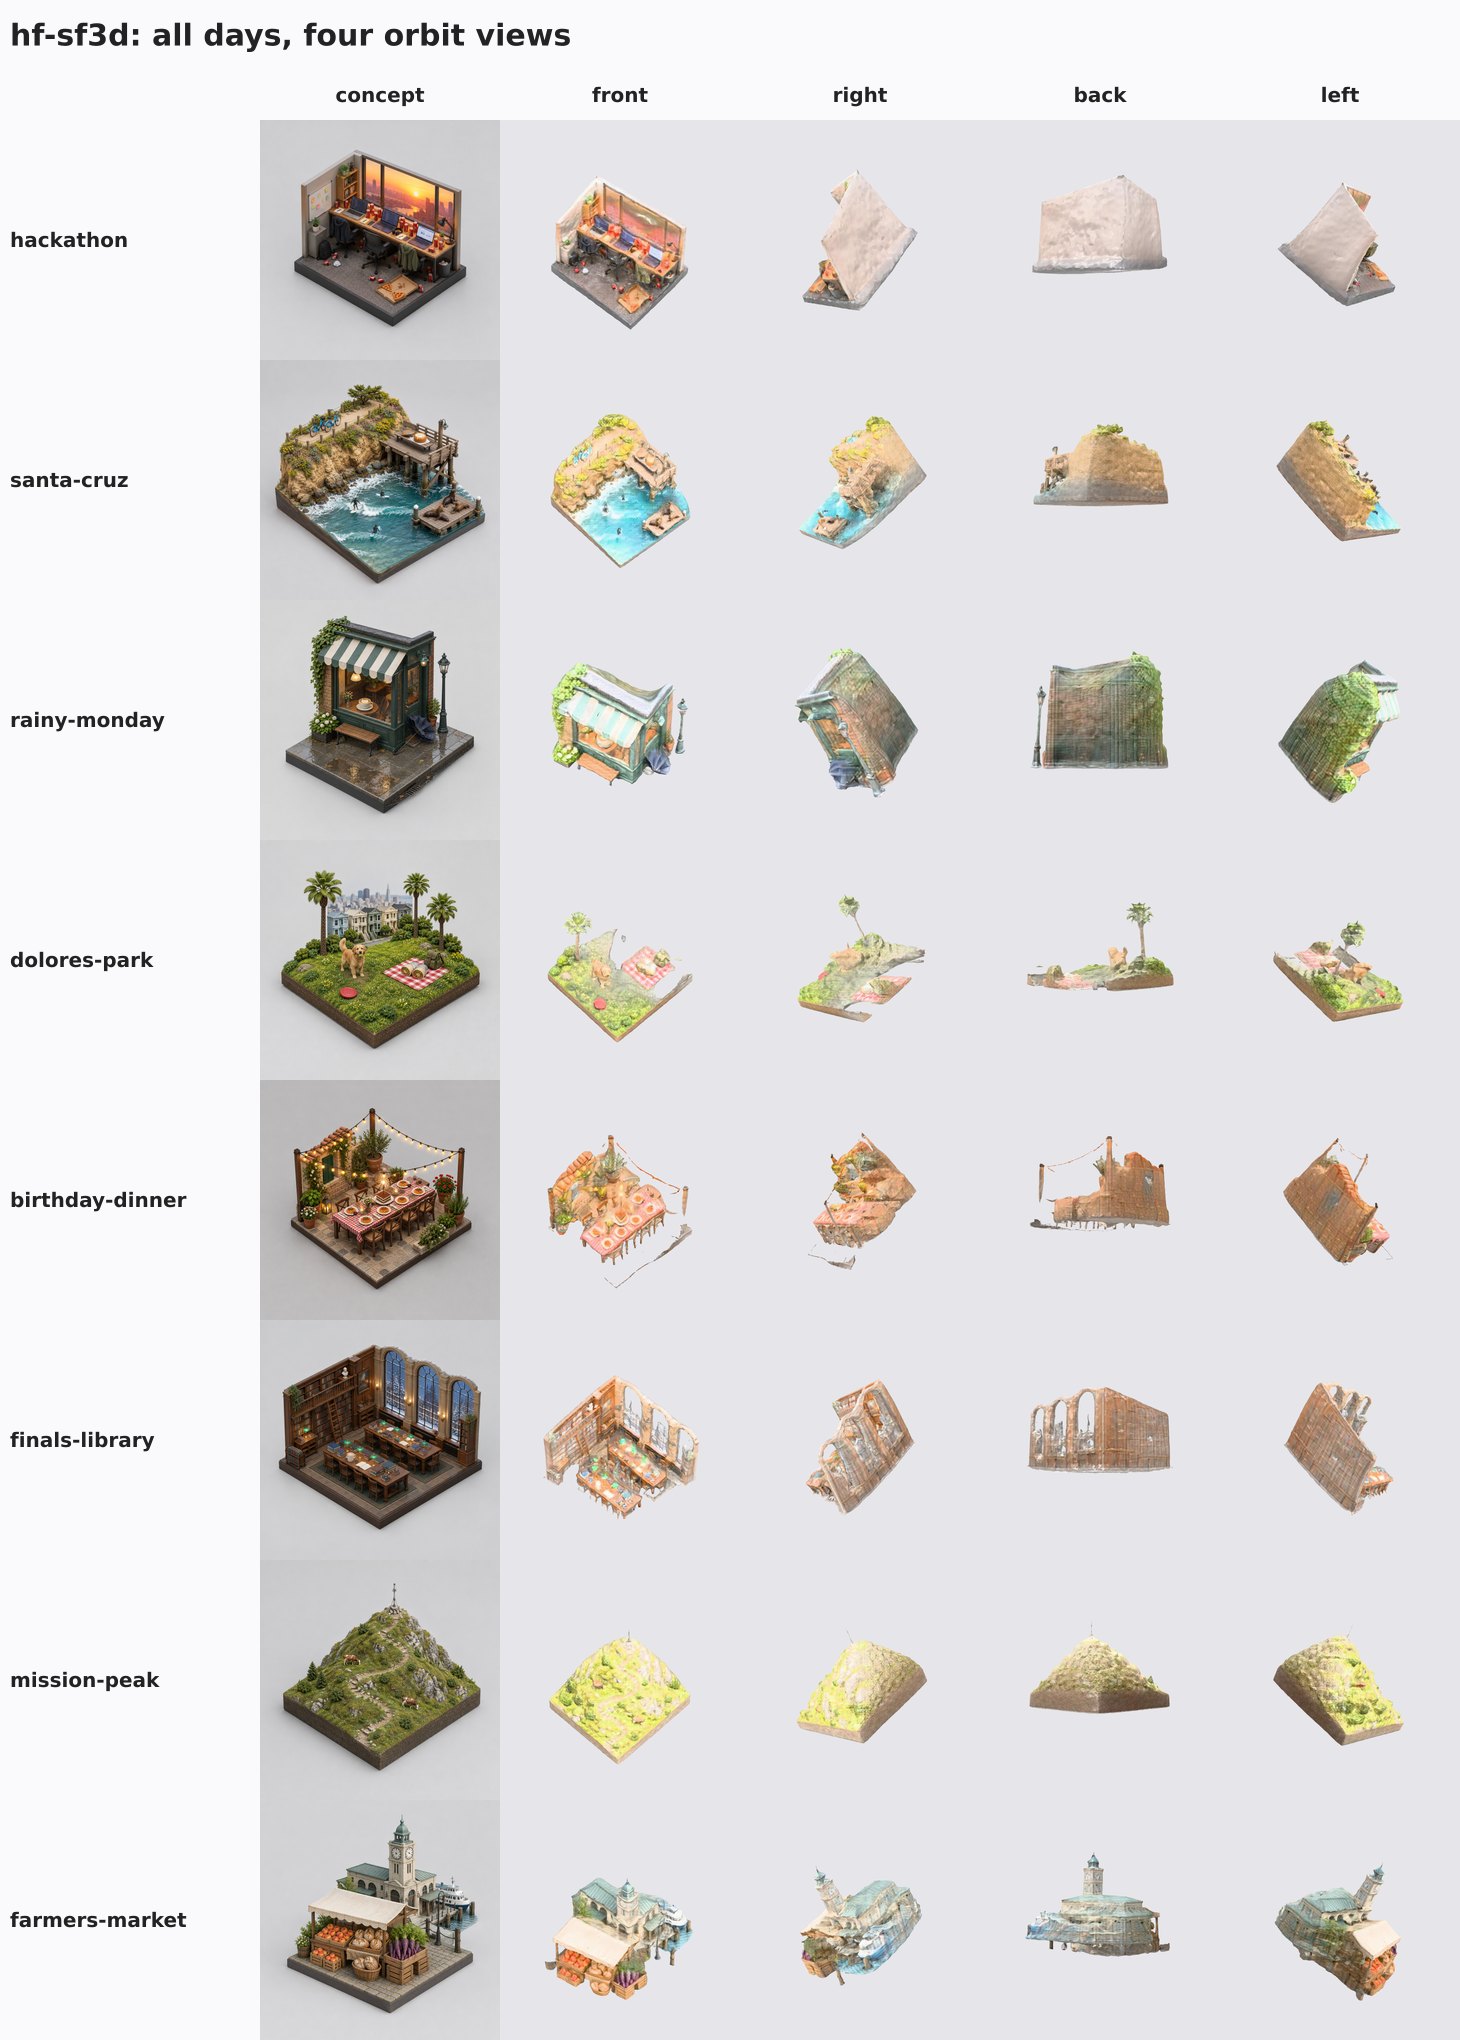 hf-sf3d: all days, four orbit views
concept front right back left
hackathon
santa-cruz
rainy-monday
dolores-park
birthday-dinner
finals-library
mission-peak
farmers-market